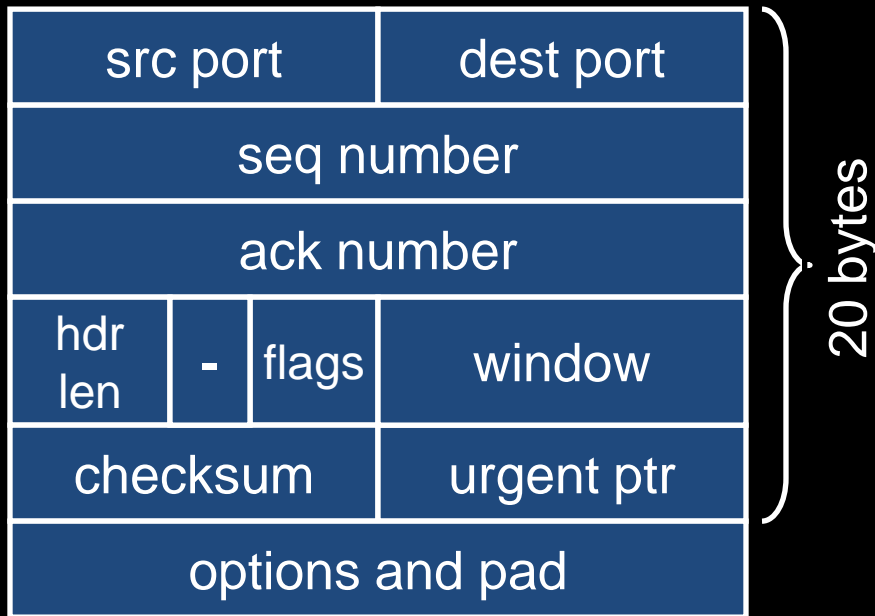 src port
dest port
seq number
ack number
hdr
len
-
flags
window
checksum
urgent ptr
options and pad
20 bytes